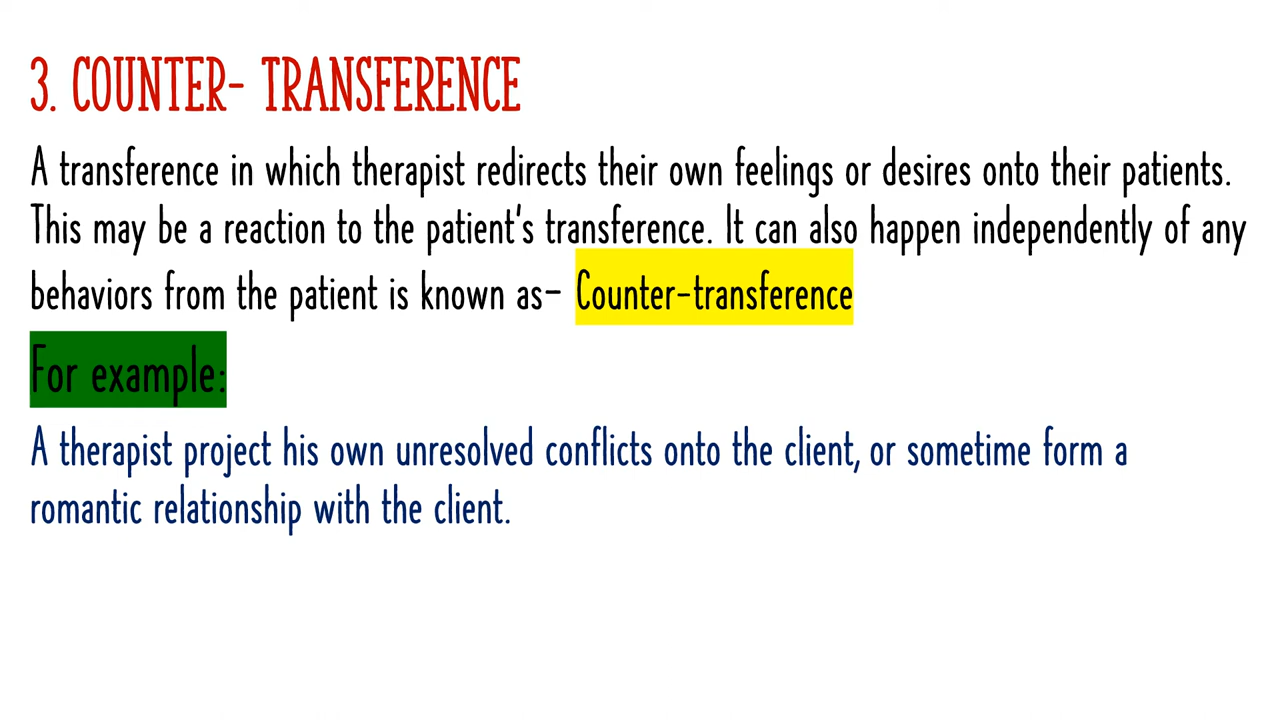 3. COUNTER- TRANSFERENCE
A transference in which therapist redirects their own feelings or desires onto their patients.
This may be a reaction to the patient's transference. It can also happen independently of any
behaviors from the patient is known as- Counter-transference
For example:
A therapist project his own unresolved conflicts onto the client, or sometime form a
romantic relationship with the client.